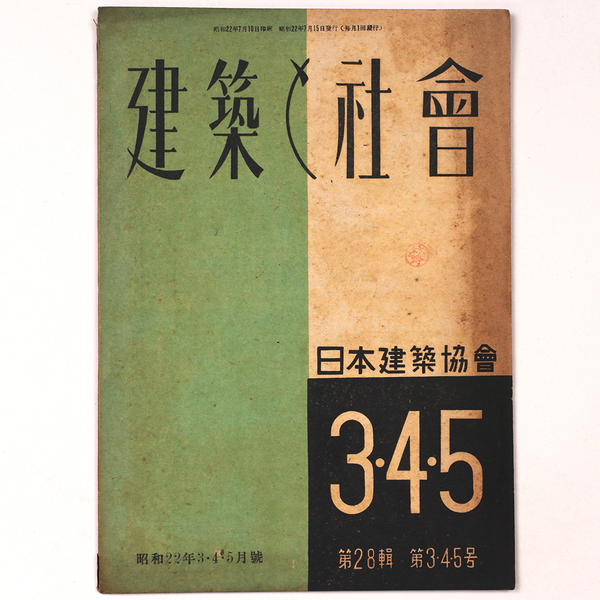 昭和22年7月10日印刷 昭和22年7月15日發行(毎月1回發行)
建築と社會
日本建築協會
3・4・5
昭和22年3・4・5月號
第28輯 第3・4・5号